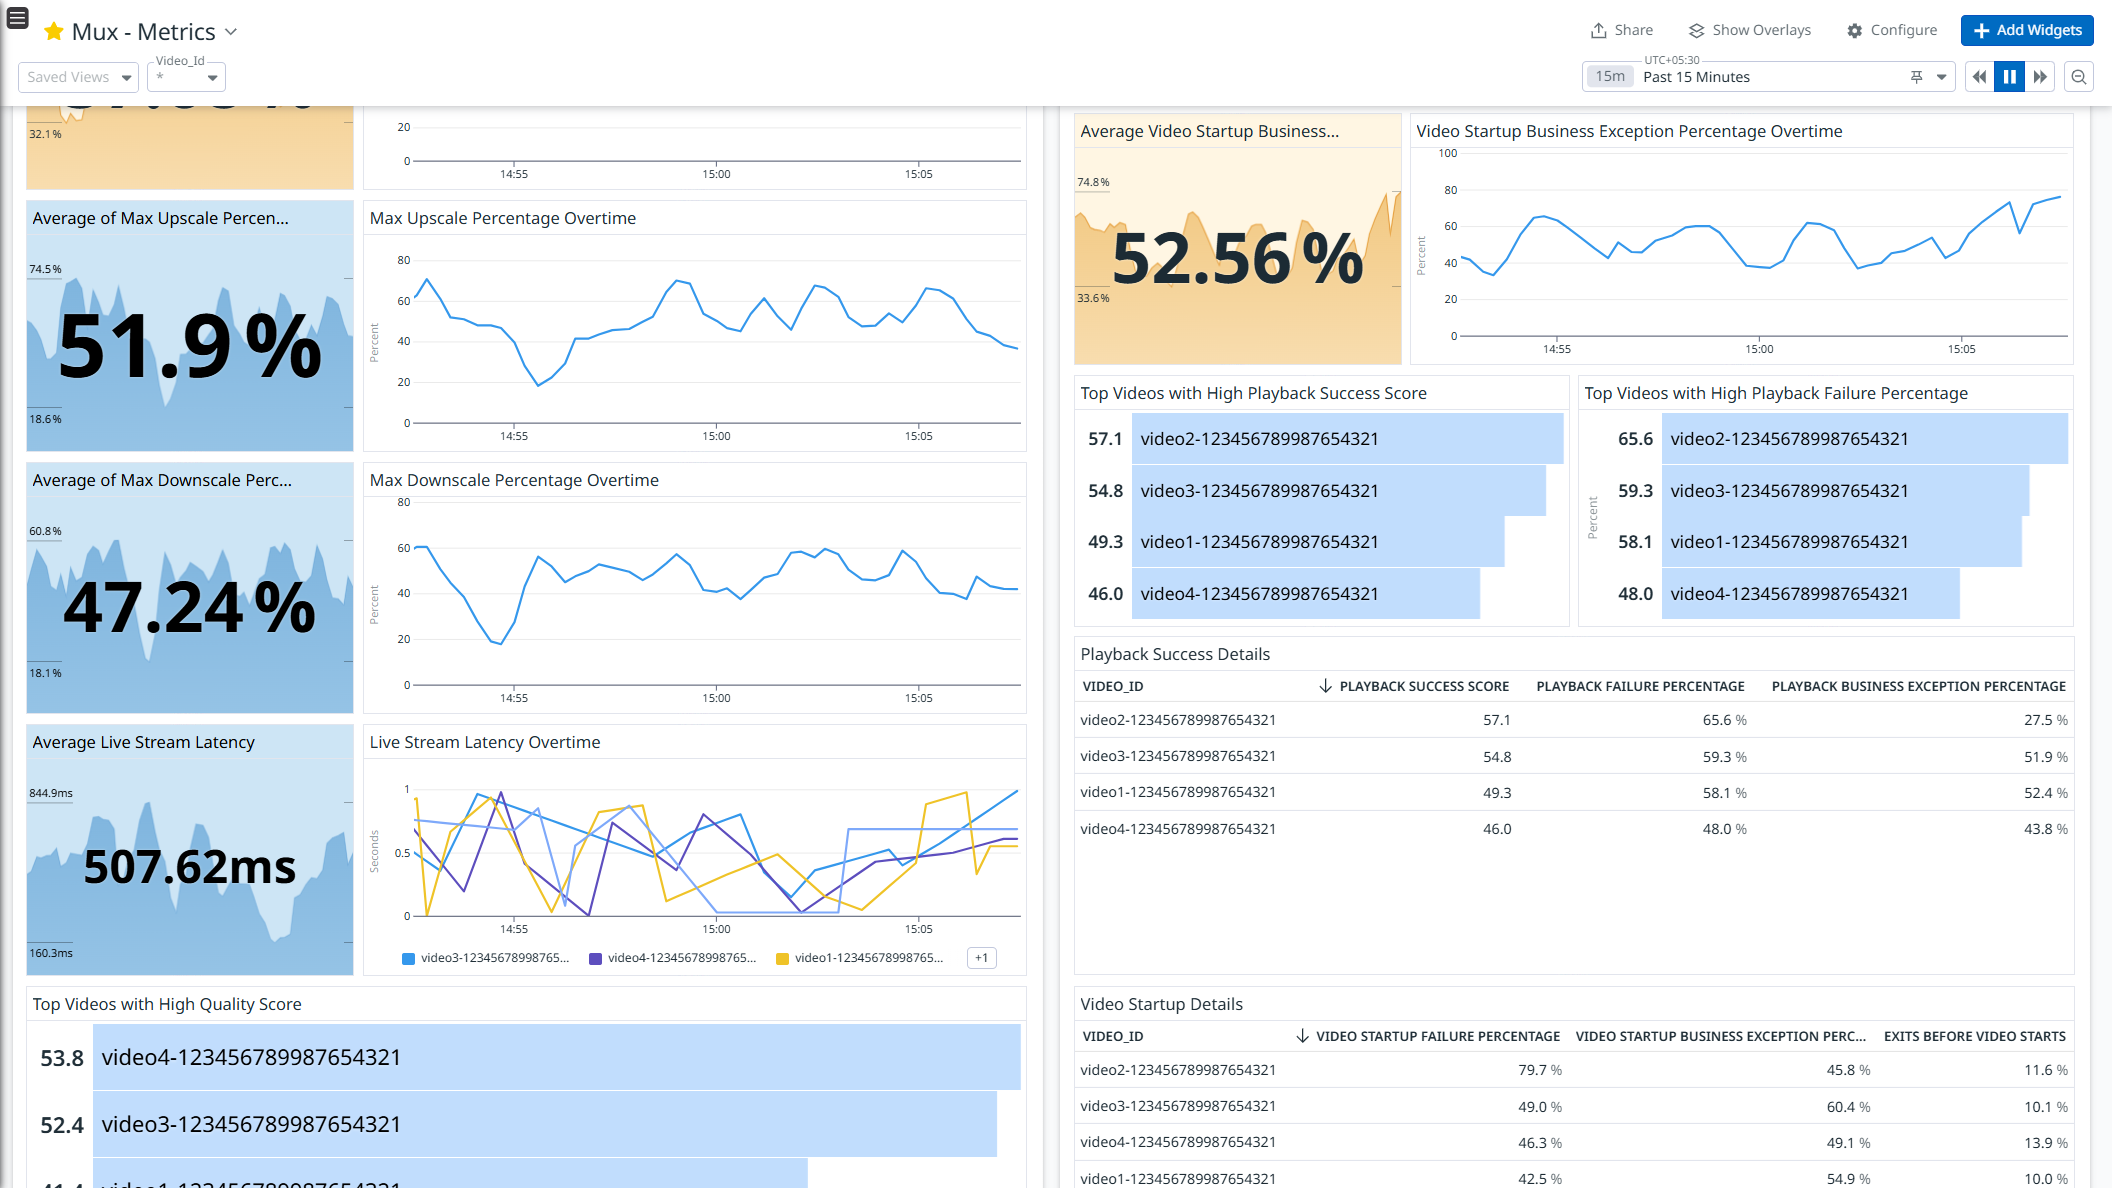 Mux - Metrics
Share
Show Overlays
Configure
Add Widgets
Saved Views
Video_Id
*
UTC+05:30
15m
Past 15 Minutes
32.1%
20
0
14:55
15:00
15:05
Average of Max Upscale Percen...
74.5%
51.9%
18.6%
Max Upscale Percentage Overtime
Percent
80
60
40
20
0
14:55
15:00
15:05
Average of Max Downscale Perc...
60.8%
47.24%
18.1%
Max Downscale Percentage Overtime
Percent
80
60
40
20
0
14:55
15:00
15:05
Average Live Stream Latency
844.9ms
507.62ms
160.3ms
Live Stream Latency Overtime
Seconds
1
0.5
0
14:55
15:00
15:05
video3-12345678998765...
video4-12345678998765...
video1-12345678998765...
+1
Top Videos with High Quality Score
53.8 video4-123456789987654321
52.4 video3-123456789987654321
Average Video Startup Business...
74.8%
52.56%
33.6%
Video Startup Business Exception Percentage Overtime
Percent
100
80
60
40
20
0
14:55
15:00
15:05
Top Videos with High Playback Success Score
57.1 video2-123456789987654321
54.8 video3-123456789987654321
49.3 video1-123456789987654321
46.0 video4-123456789987654321
Top Videos with High Playback Failure Percentage
Percent
65.6 video2-123456789987654321
59.3 video3-123456789987654321
58.1 video1-123456789987654321
48.0 video4-123456789987654321
Playback Success Details
VIDEO_ID PLAYBACK SUCCESS SCORE PLAYBACK FAILURE PERCENTAGE PLAYBACK BUSINESS EXCEPTION PERCENTAGE
video2-123456789987654321 57.1 65.6 % 27.5 %
video3-123456789987654321 54.8 59.3 % 51.9 %
video1-123456789987654321 49.3 58.1 % 52.4 %
video4-123456789987654321 46.0 48.0 % 43.8 %
Video Startup Details
VIDEO_ID VIDEO STARTUP FAILURE PERCENTAGE VIDEO STARTUP BUSINESS EXCEPTION PERC... EXITS BEFORE VIDEO STARTS
video2-123456789987654321 79.7 % 45.8 % 11.6 %
video3-123456789987654321 49.0 % 60.4 % 10.1 %
video4-123456789987654321 46.3 % 49.1 % 13.9 %
video1-123456789987654321 42.5 % 54.9 % 10.0 %